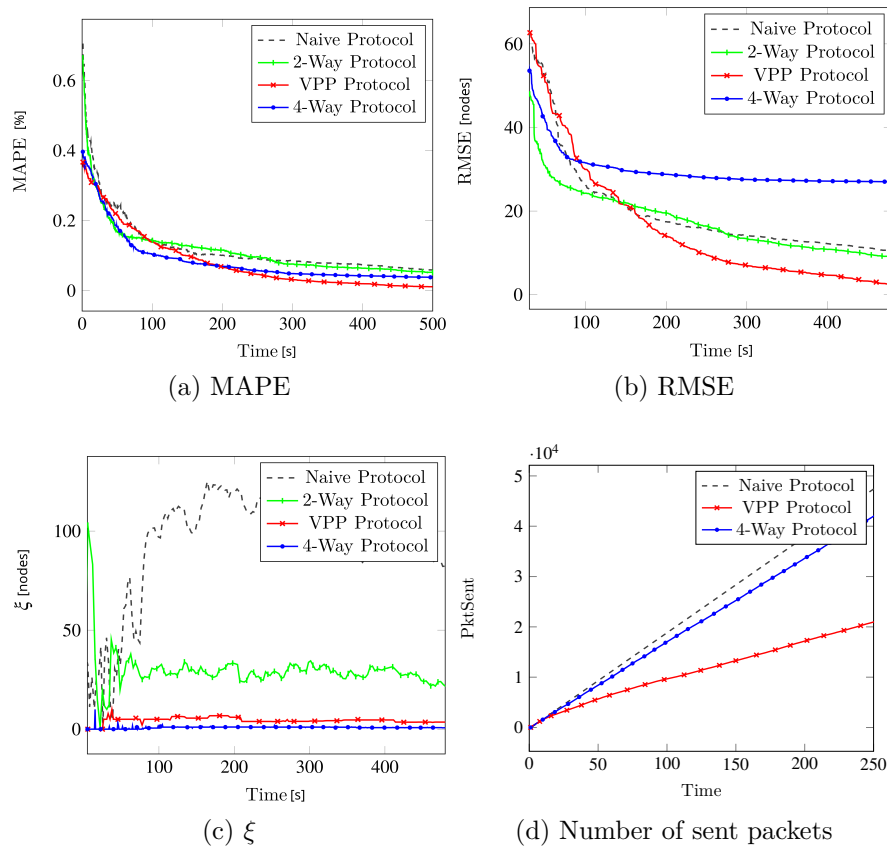 Naive Protocol
2-Way Protocol
VPP Protocol
4-Way Protocol
MAPE [%]
0.6
0.4
0.2
0
0 100 200 300 400 500
Time [s]
(a) MAPE
Naive Protocol
2-Way Protocol
VPP Protocol
4-Way Protocol
RMSE [nodes]
60
40
20
0
100 200 300 400
Time [s]
(b) RMSE
Naive Protocol
2-Way Protocol
VPP Protocol
4-Way Protocol
ξ [nodes]
100
50
0
100 200 300 400
Time [s]
(c) ξ
·10⁴
Naive Protocol
VPP Protocol
4-Way Protocol
PktSent
5
4
3
2
1
0
0 50 100 150 200 250
Time
(d) Number of sent packets